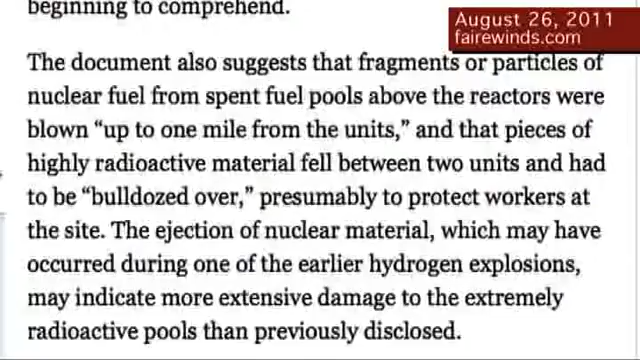 beginning to comprehend.
August 26, 2011
fairewinds.com
The document also suggests that fragments or particles of
nuclear fuel from spent fuel pools above the reactors were
blown “up to one mile from the units,” and that pieces of
highly radioactive material fell between two units and had
to be “bulldozed over,” presumably to protect workers at
the site. The ejection of nuclear material, which may have
occurred during one of the earlier hydrogen explosions,
may indicate more extensive damage to the extremely
radioactive pools than previously disclosed.